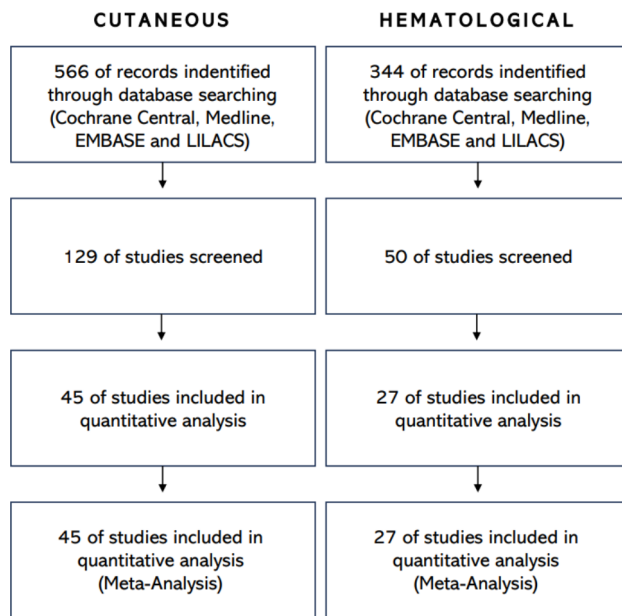 CUTANEOUS
566 of records indentified
through database searching
(Cochrane Central, Medline,
EMBASE and LILACS)
129 of studies screened
45 of studies included in
quantitative analysis
45 of studies included in
quantitative analysis
(Meta-Analysis)
HEMATOLOGICAL
344 of records indentified
through database searching
(Cochrane Central, Medline,
EMBASE and LILACS)
50 of studies screened
27 of studies included in
quantitative analysis
27 of studies included in
quantitative analysis
(Meta-Analysis)